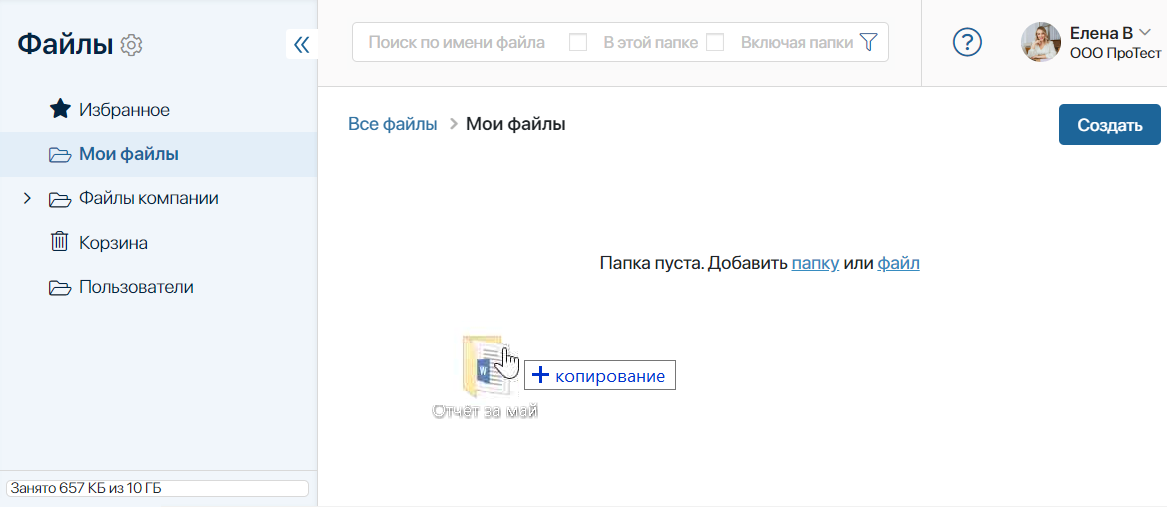 Файлы
Поиск по имени файла В этой папке Включая папки
Елена В
ООО ПроТест
Избранное
Мои файлы
Файлы компании
Корзина
Пользователи
Все файлы > Мои файлы
Создать
Папка пуста. Добавить папку или файл
W
копирование
Отчёт за май
Занято 657 КБ из 10 ГБ